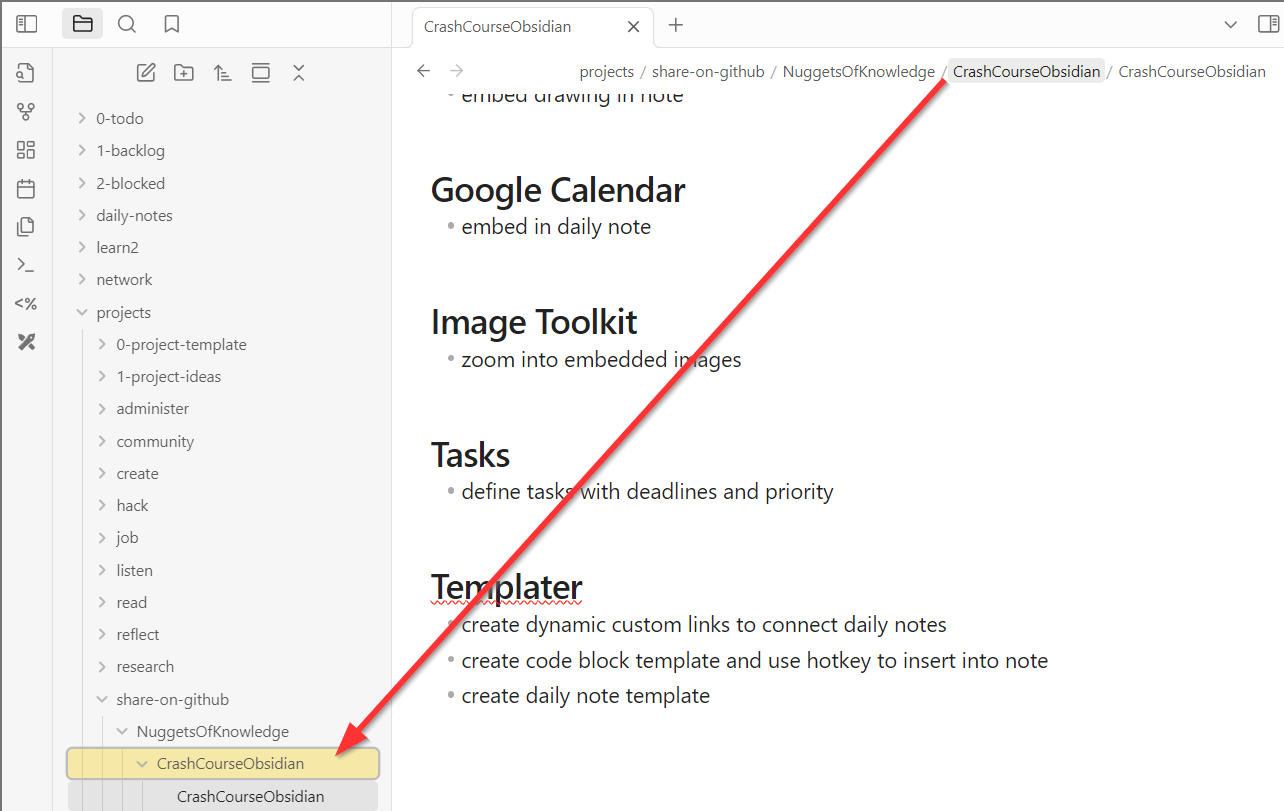 CrashCourseObsidian
projects / share-on-github / NuggetsOfKnowledge / CrashCourseObsidian / CrashCourseObsidian
<%
0-todo
1-backlog
2-blocked
daily-notes
learn2
network
projects
0-project-template
1-project-ideas
administer
community
create
hack
job
listen
read
reflect
research
share-on-github
NuggetsOfKnowledge
CrashCourseObsidian
CrashCourseObsidian
embed drawing in note
Google Calendar
embed in daily note
Image Toolkit
zoom into embedded images
Tasks
define tasks with deadlines and priority
Templater
create dynamic custom links to connect daily notes
create code block template and use hotkey to insert into note
create daily note template